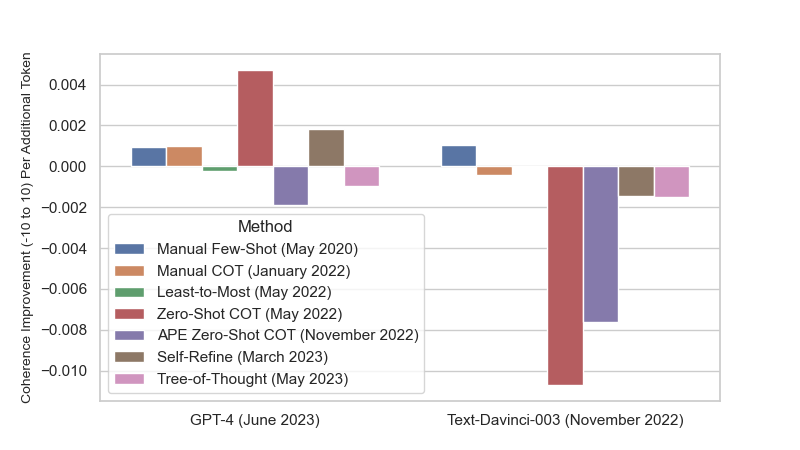 Coherence Improvement (-10 to 10) Per Additional Token
0.004
0.002
0.000
−0.002
−0.004
−0.006
−0.008
−0.010
Method
Manual Few-Shot (May 2020)
Manual COT (January 2022)
Least-to-Most (May 2022)
Zero-Shot COT (May 2022)
APE Zero-Shot COT (November 2022)
Self-Refine (March 2023)
Tree-of-Thought (May 2023)
GPT-4 (June 2023)
Text-Davinci-003 (November 2022)